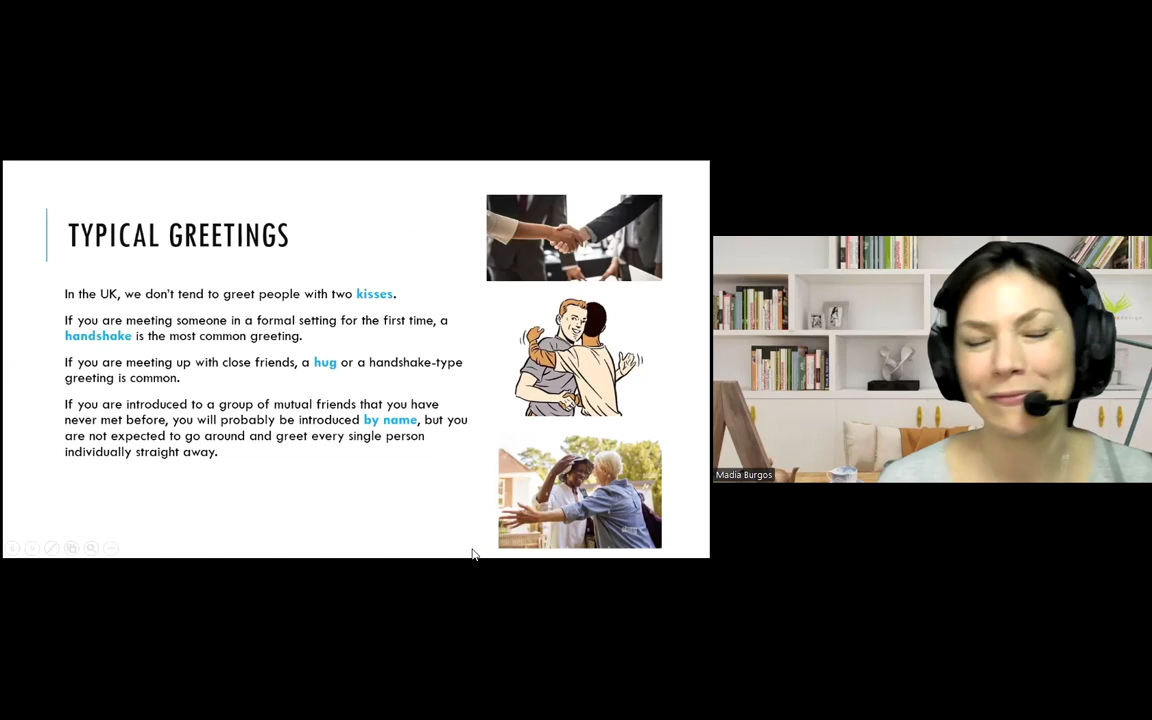 TYPICAL GREETINGS
In the UK, we don't tend to greet people with two kisses.
If you are meeting someone in a formal setting for the first time, a
handshake is the most common greeting.
If you are meeting up with close friends, a hug or a handshake-type
greeting is common.
If you are introduced to a group of mutual friends that you have
never met before, you will probably be introduced by name, but you
are not expected to go around and greet every single person
individually straight away.
Madia Burgos